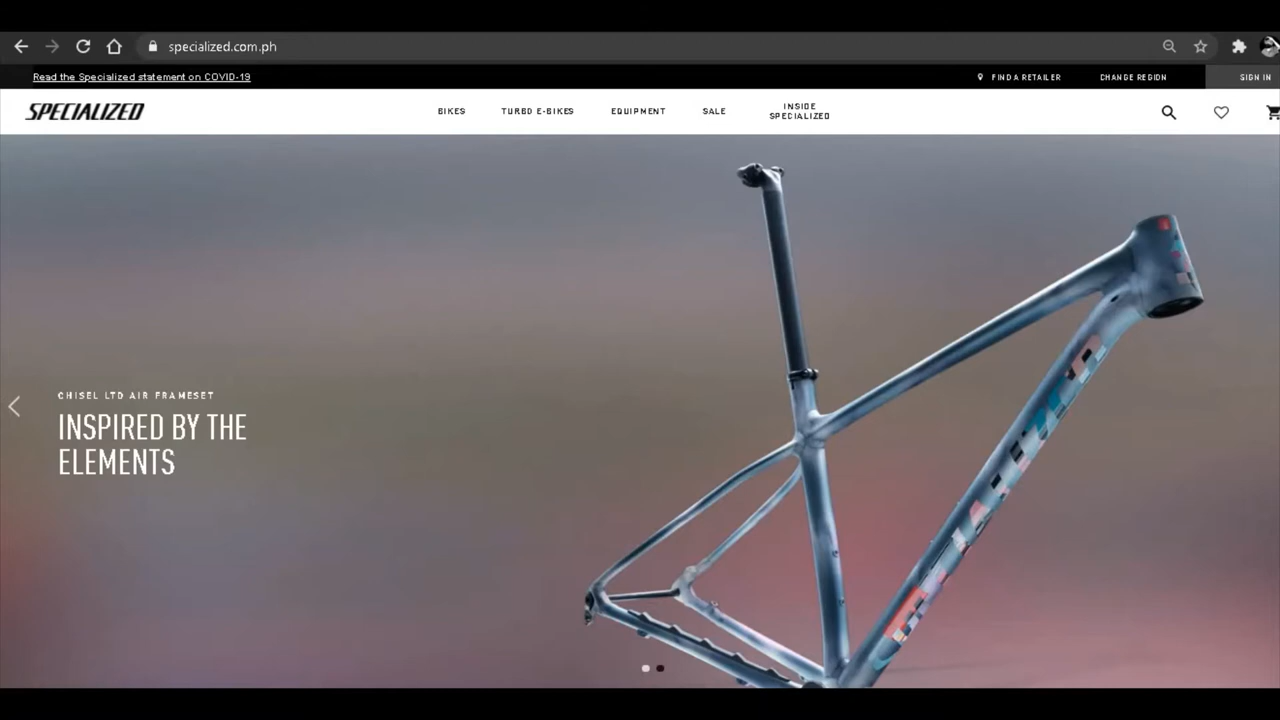 specialized.com.ph
Read the Specialized statement on COVID-19
FIND A RETAILER
CHANGE REGION
SIGN IN
SPECIALIZED
BIKES
TURBO E-BIKES
EQUIPMENT
SALE
INSIDE
SPECIALIZED
CHISEL LTD AIR FRAMESET
INSPIRED BY THE
ELEMENTS
SPECIALIZED